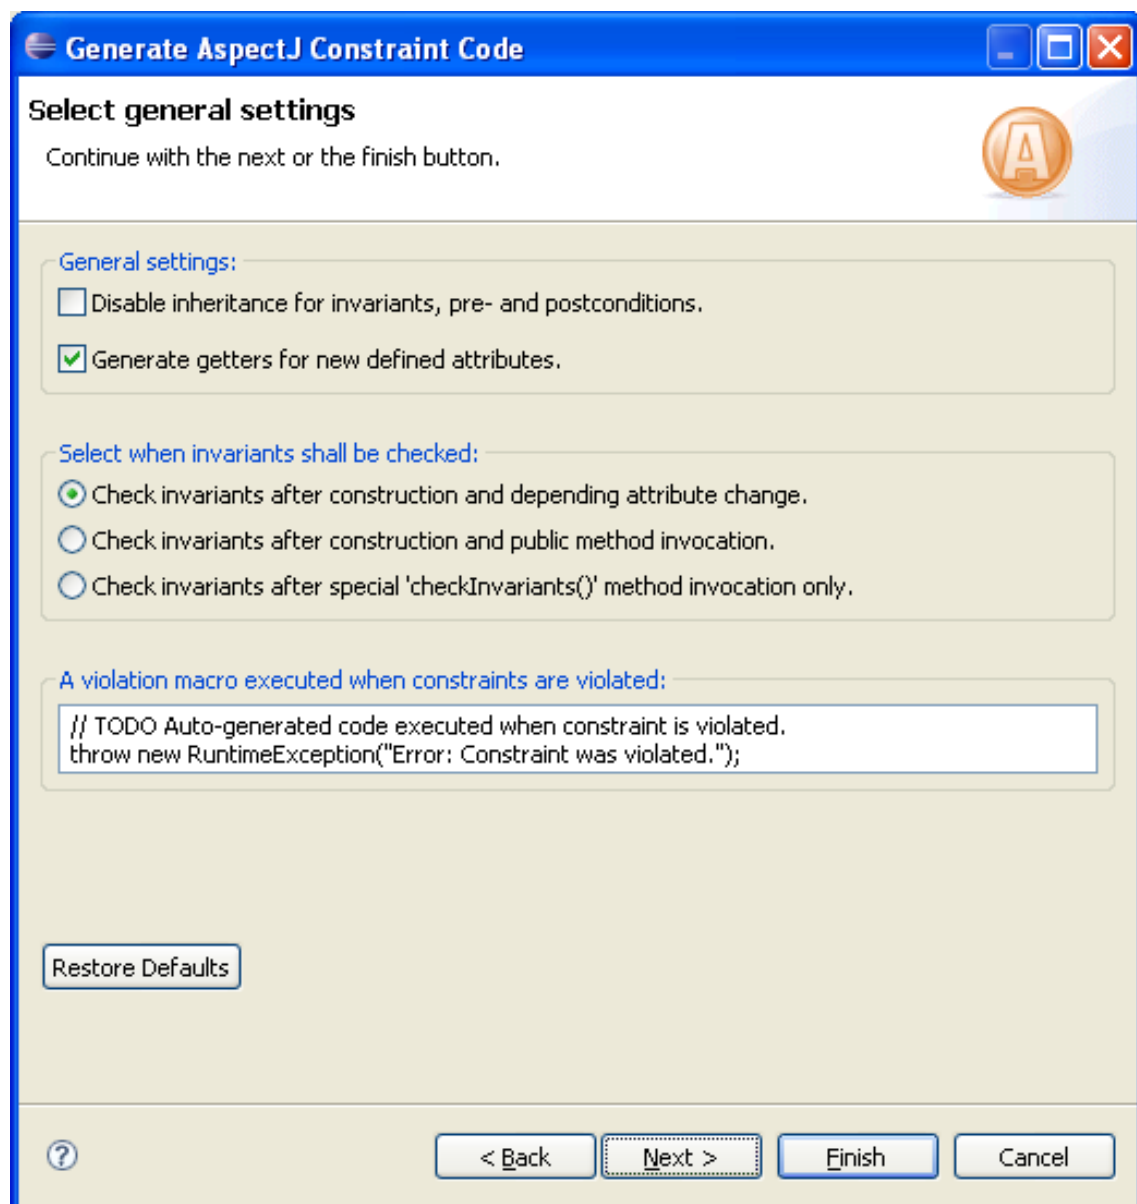 Generate AspectJ Constraint Code
Select general settings
Continue with the next or the finish button.
A
General settings:
Disable inheritance for invariants, pre- and postconditions.
Generate getters for new defined attributes.
Select when invariants shall be checked:
Check invariants after construction and depending attribute change.
Check invariants after construction and public method invocation.
Check invariants after special 'checkInvariants()' method invocation only.
A violation macro executed when constraints are violated:
// TODO Auto-generated code executed when constraint is violated.
throw new RuntimeException("Error: Constraint was violated.");
Restore Defaults
?
< Back
Next >
Finish
Cancel